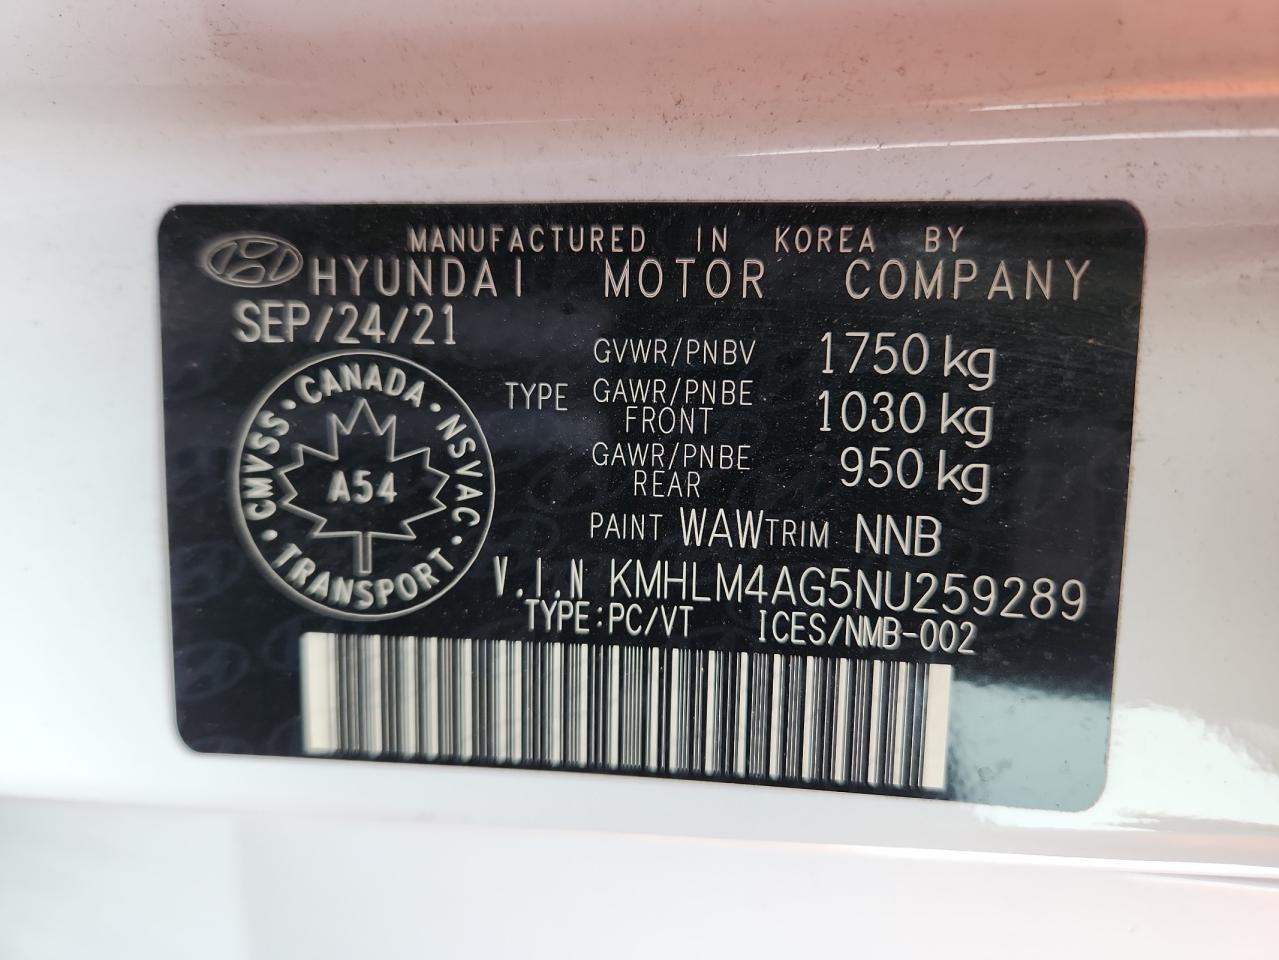 MANUFACTURED IN KOREA BY
HYUNDAI MOTOR COMPANY
SEP/24/21
GVWR/PNBV 1750 kg
TYPE GAWR/PNBE FRONT 1030 kg
GAWR/PNBE REAR 950 kg
CMVSS · CANADA · NSVAC · TRANSPORT ·
A54
PAINT WAW TRIM NNB
V.I.N KMHLM4AG5NU259289
TYPE:PC/VT ICES/NMB-002